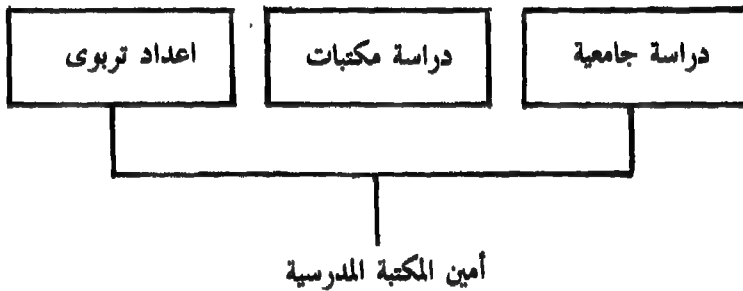 دراسة جامعية
دراسة مكتبات
اعداد تربوى
أمين المكتبة المدرسية